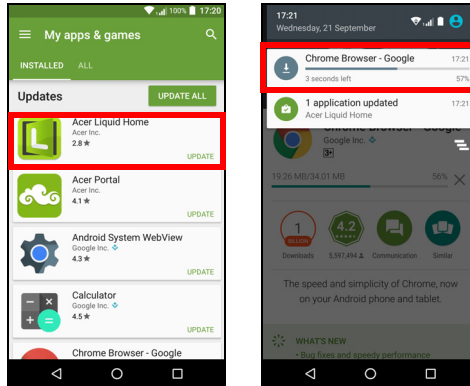 100% 17:20
My apps & games
INSTALLED ALL
Updates UPDATE ALL
Acer Liquid Home
Acer Inc.
2.8 ★
UPDATE
Acer Portal
Acer Inc.
4.1 ★
UPDATE
Android System WebView
Google Inc.
4.3 ★
UPDATE
Calculator
Google Inc.
4.5 ★
UPDATE
Chrome Browser - Google
17:21
Wednesday, 21 September
Chrome Browser - Google 17:21
3 seconds left 57%
1 application updated 17:21
Acer Liquid Home
Chrome Browser - Google
Google Inc.
3+
19.26 MB/34.01 MB 56%
1 BILLION
4.2
Downloads 5,597,494 Communication Similar
The speed and simplicity of Chrome, now
on your Android phone and tablet.
WHAT'S NEW
• Bug fixes and speedy performance